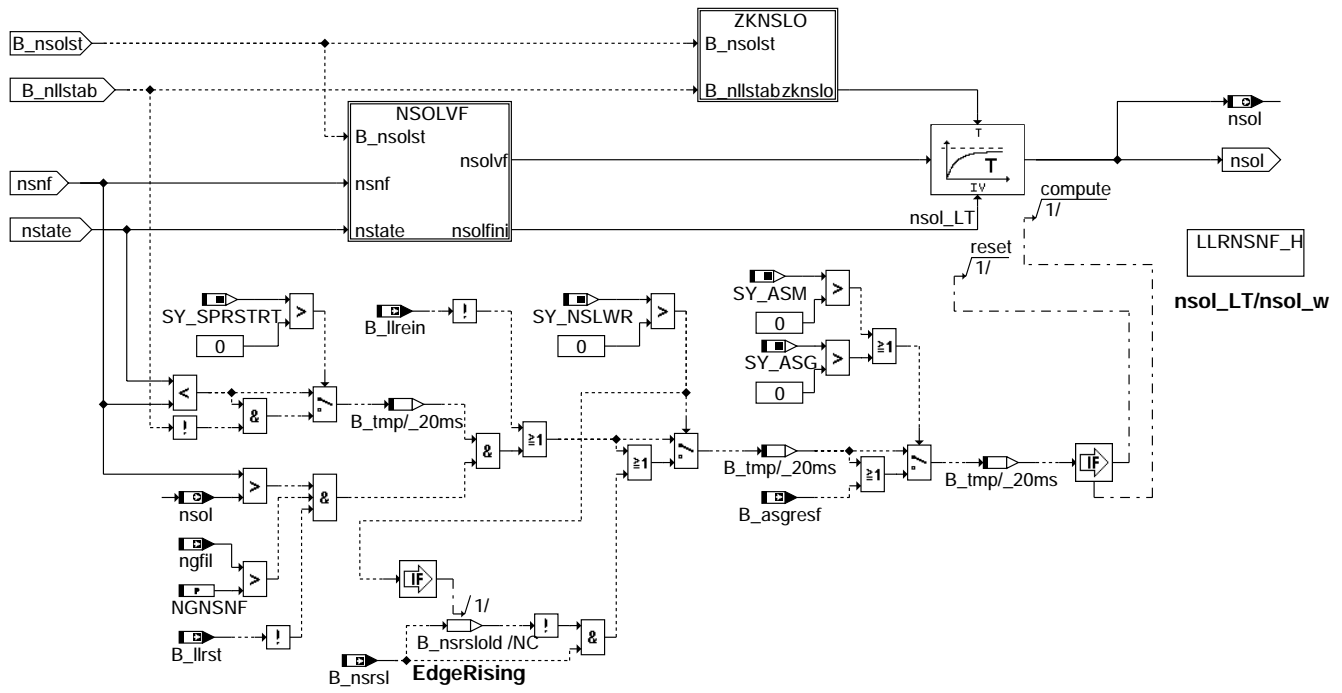 ZKNSLO
B_nsolst
B_nsolst
B_nllstab
B_nllstab zknslo
NSOLVF
B_nsolst
nsol
T
nsolvf
T
nsol
IV
nsnf
nsnf
compute
1/
nstate
nstate
nsolfini
nsol_LT
reset
1/
LLRNSNF_H
nsol_LT/nsol_w
SY_SPRSTRT
>
0
B_llrein
!
SY_NSLWR
>
0
SY_ASM
>
0
SY_ASG
>
0
≥1
<
!
&
B_tmp/_20ms
&
≥1
≥1
B_tmp/_20ms
≥1
B_tmp/_20ms
IF
B_asgresf
nsol
>
&
ngfil
>
P
NGNSNF
B_llrst
!
IF
1/
B_nsrslold /NC
!
&
B_nsrsl
EdgeRising